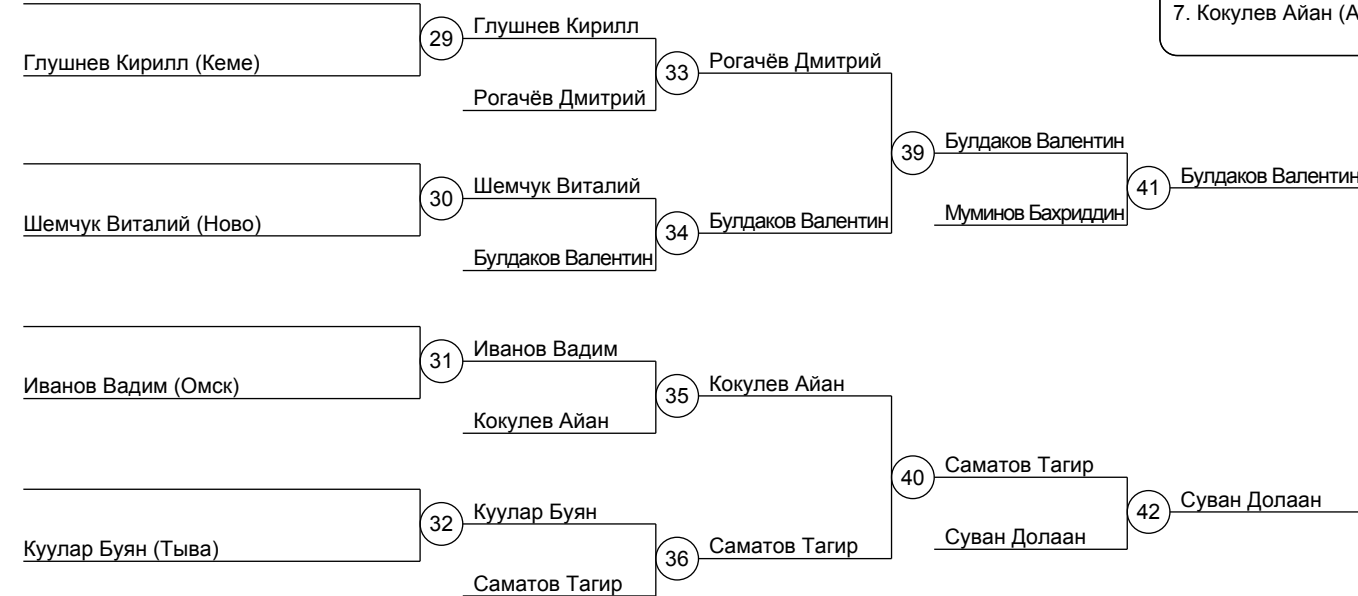 7. Кокулев Айан (А
Глушнев Кирилл
29
Глушнев Кирилл (Кеме)
Рогачёв Дмитрий
33
Рогачёв Дмитрий
Булдаков Валентин
39
Булдаков Валентин
41
Шемчук Виталий
30
Муминов Бахриддин
Шемчук Виталий (Ново)
Булдаков Валентин
34
Булдаков Валентин
Иванов Вадим
31
Иванов Вадим (Омск)
Кокулев Айан
35
Кокулев Айан
Саматов Тагир
40
Суван Долаан
42
Куулар Буян
32
Суван Долаан
Куулар Буян (Тыва)
Саматов Тагир
36
Саматов Тагир